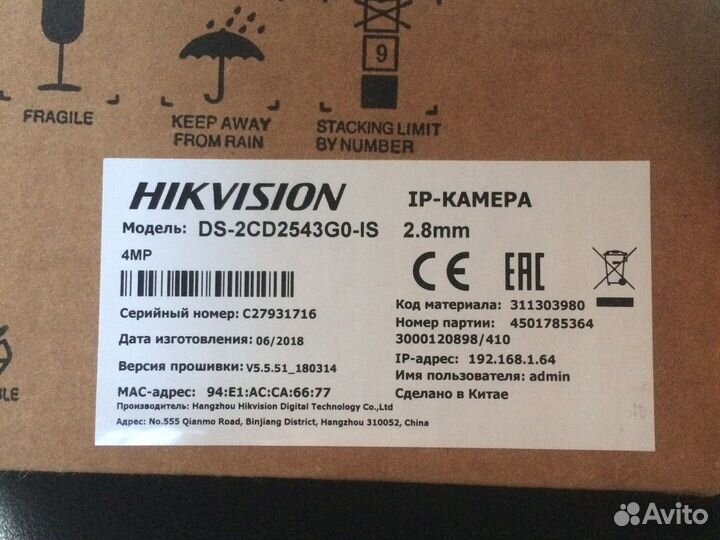 FRAGILE
KEEP AWAY
FROM RAIN
9
STACKING LIMIT
BY NUMBER
HIKVISION
IP-КАМЕРА
Модель: DS-2CD2543G0-IS 2.8mm
4MP
CE EAC
Серийный номер: C27931716
Код материала: 311303980
Дата изготовления: 06/2018
Номер партии: 4501785364
3000120898/410
Версия прошивки: V5.5.51_180314
IP-адрес: 192.168.1.64
Имя пользователя: admin
MAC-адрес: 94:E1:AC:CA:66:77
Сделано в Китае
Производитель: Hangzhou Hikvision Digital Technology Co.,Ltd
Адрес: No.555 Qianmo Road, Binjiang District, Hangzhou 310052, China
Avito